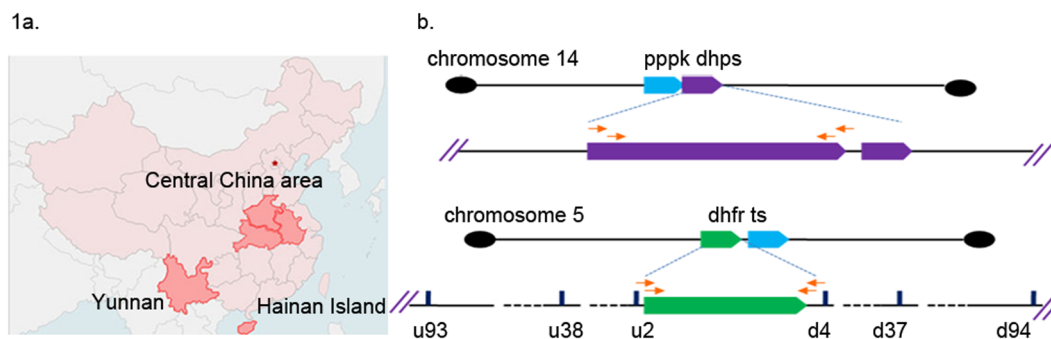 1a.
Central China area
Yunnan
Hainan Island
b.
chromosome 14
pppk dhps
chromosome 5
dhfr ts
u93 u38 u2 d4 d37 d94